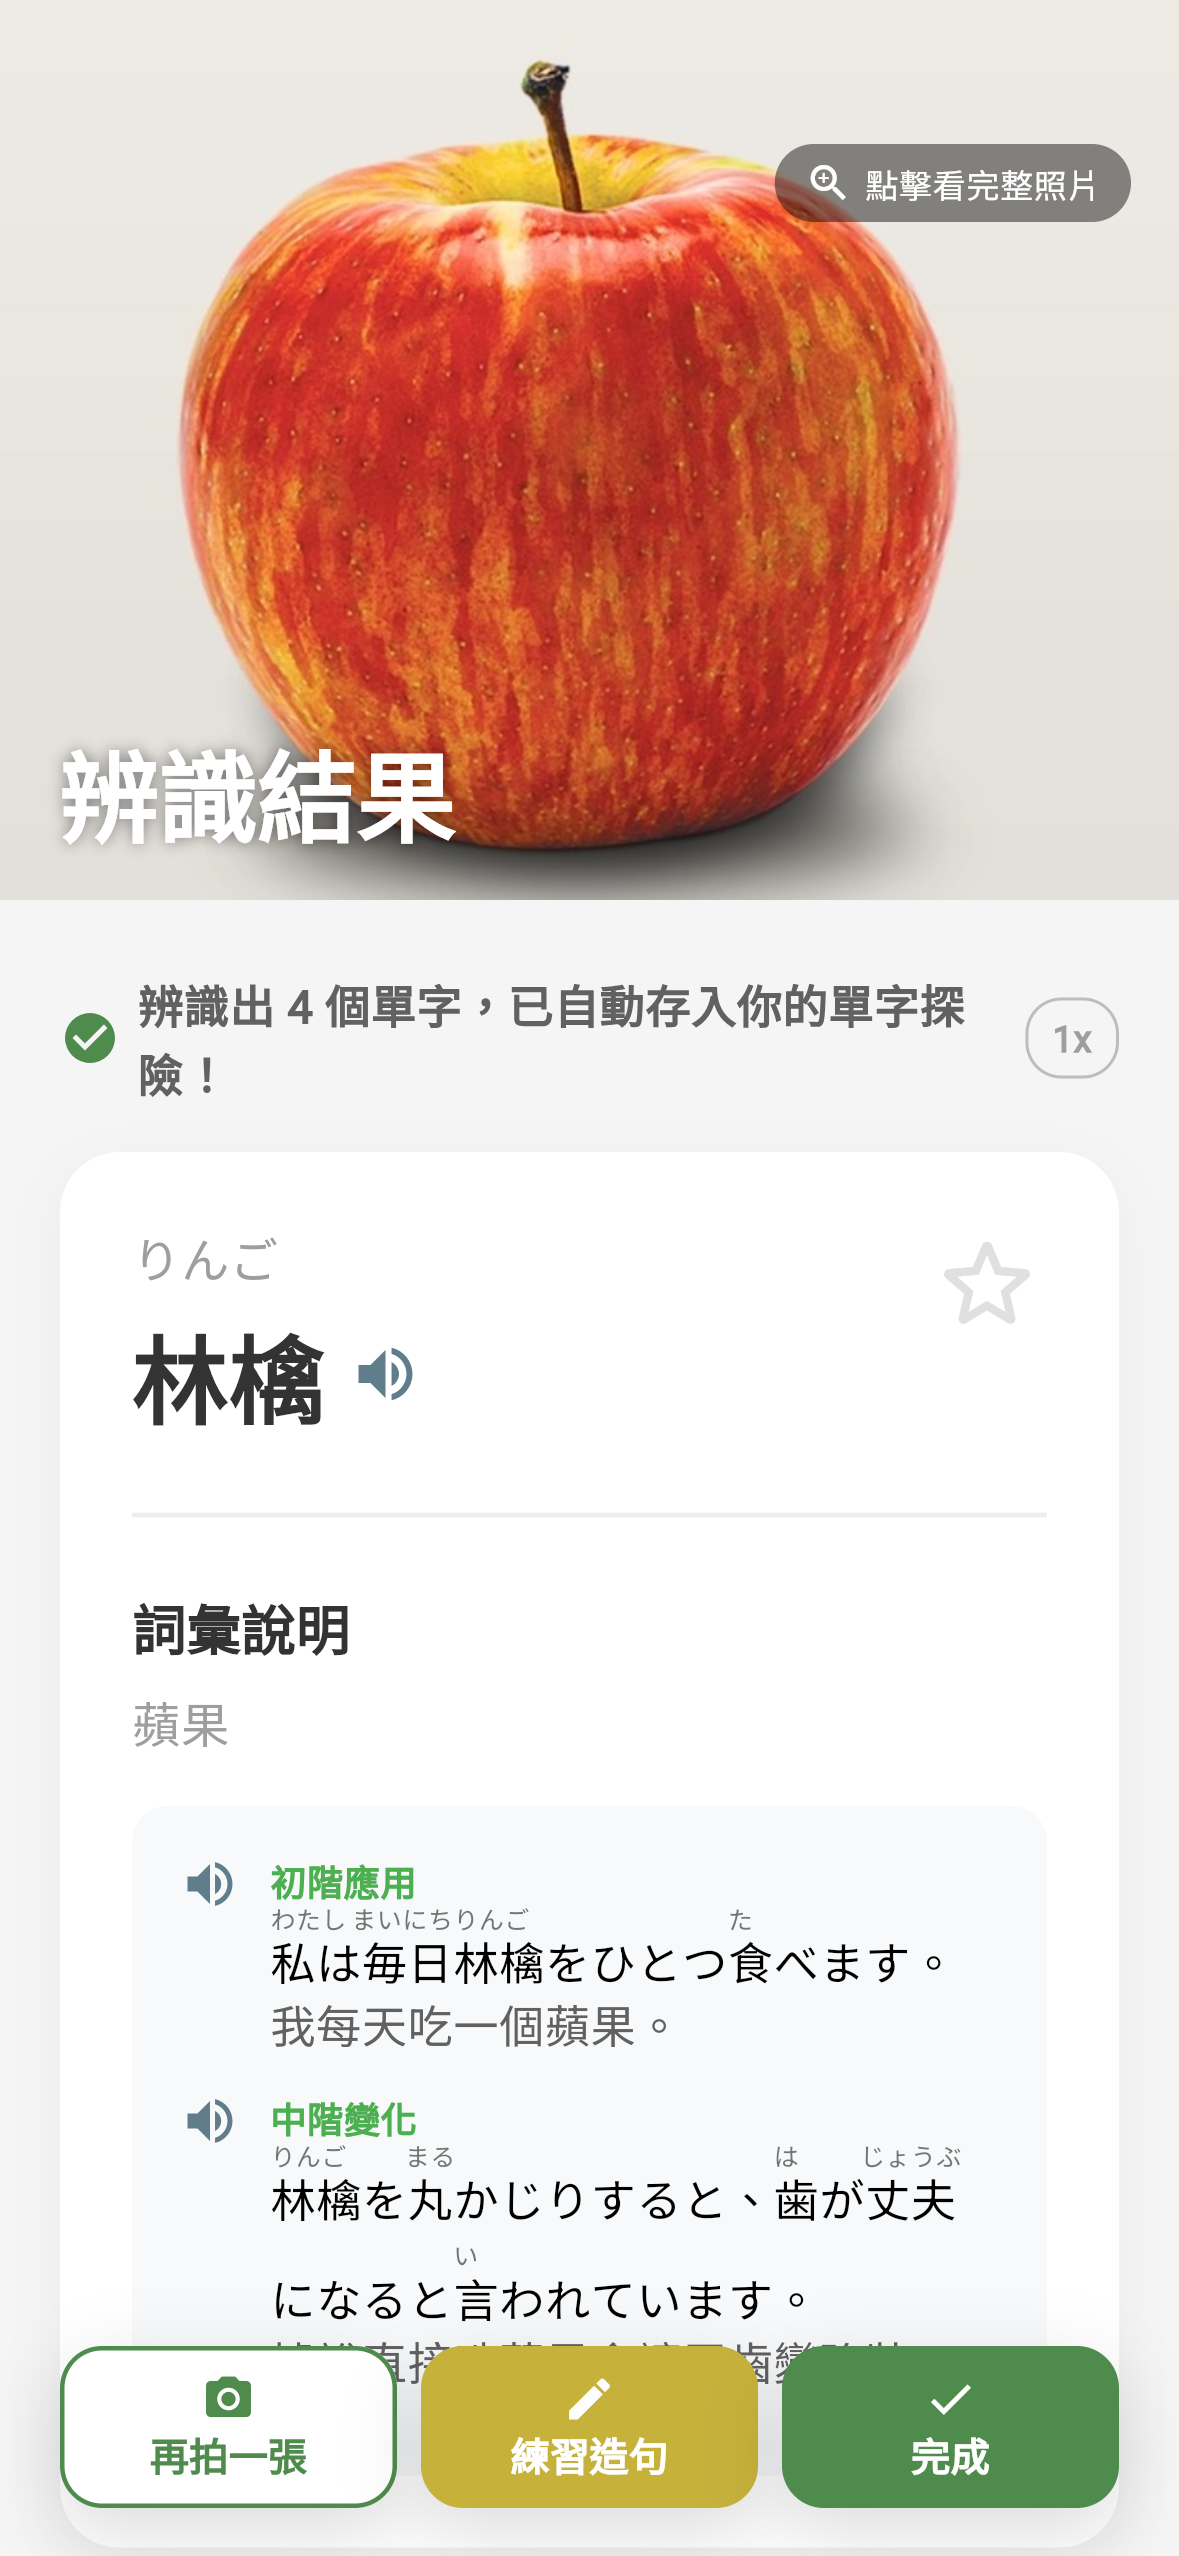 點擊看完整照片
辨識結果
辨識出 4 個單字，已自動存入你的單字探
險！
1x
りんご
林檎
詞彙說明
蘋果
初階應用
わたし まいにちりんご た
私は毎日林檎をひとつ食べます。
我每天吃一個蘋果。
中階變化
りんご まる は じょうぶ
林檎を丸かじりすると、歯が丈夫
い
になると言われています。
再拍一張
練習造句
完成